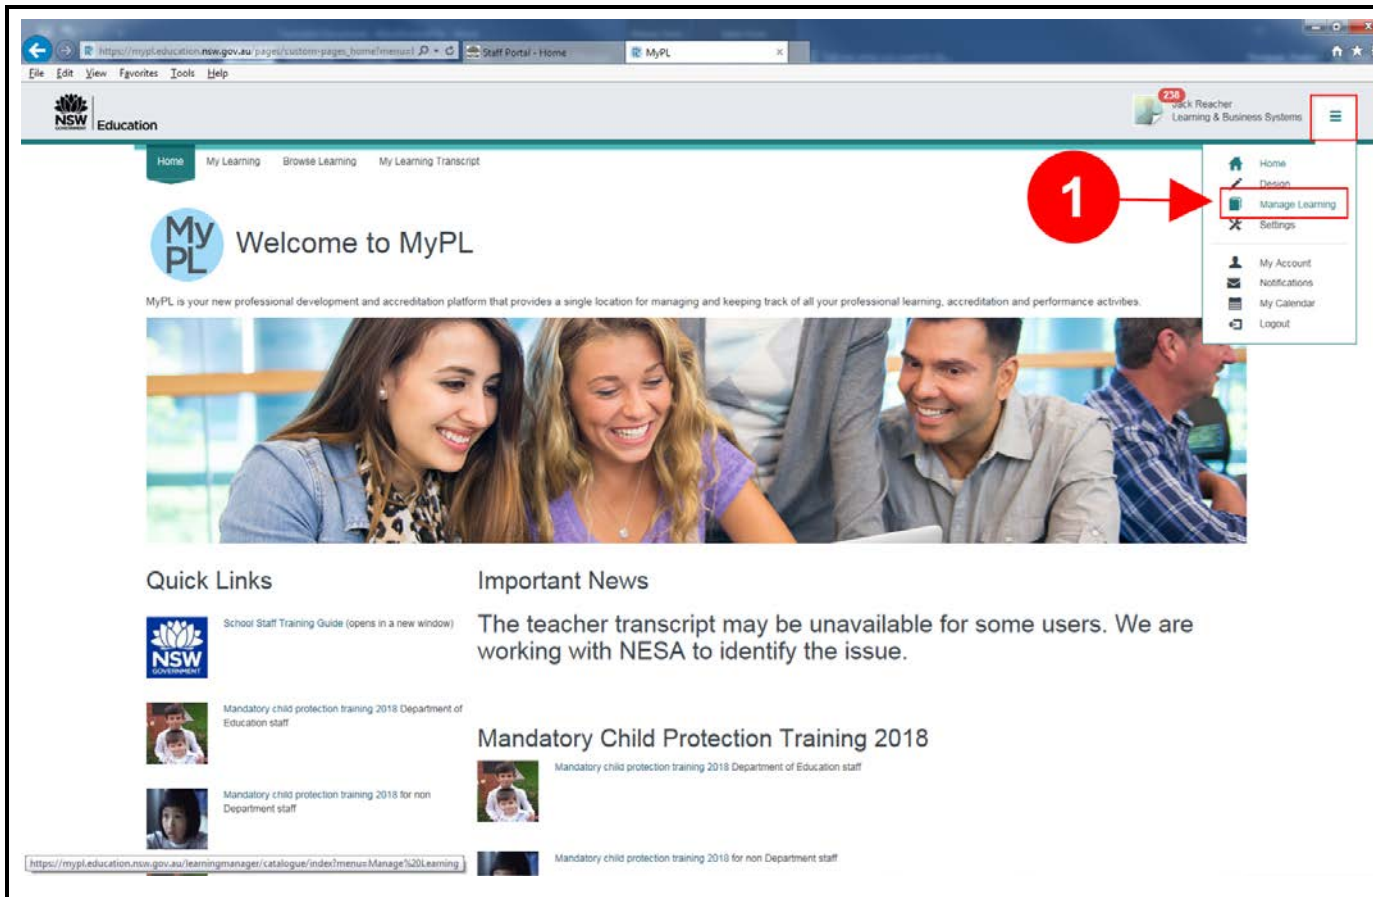 https://mypl.education.nsw.gov.au/pages/custom-pages_home?menu=1
Staff Portal - Home
MyPL
File Edit View Favorites Tools Help
NSW
GOVERNMENT
Education
238
Jack Reacher
Learning & Business Systems
Home My Learning Browse Learning My Learning Transcript
Home
Design
Manage Learning
Settings
My Account
Notifications
My Calendar
Logout
1
My
PL
Welcome to MyPL
MyPL is your new professional development and accreditation platform that provides a single location for managing and keeping track of all your professional learning, accreditation and performance activities.
Quick Links
NSW
GOVERNMENT
School Staff Training Guide (opens in a new window)
Mandatory child protection training 2018 Department of
Education staff
Mandatory child protection training 2018 for non
Department staff
Important News
The teacher transcript may be unavailable for some users. We are
working with NESA to identify the issue.
Mandatory Child Protection Training 2018
Mandatory child protection training 2018 Department of Education staff
Mandatory child protection training 2018 for non Department staff
https://mypl.education.nsw.gov.au/learningmanager/catalogue/index?menu=Manage%20Learning